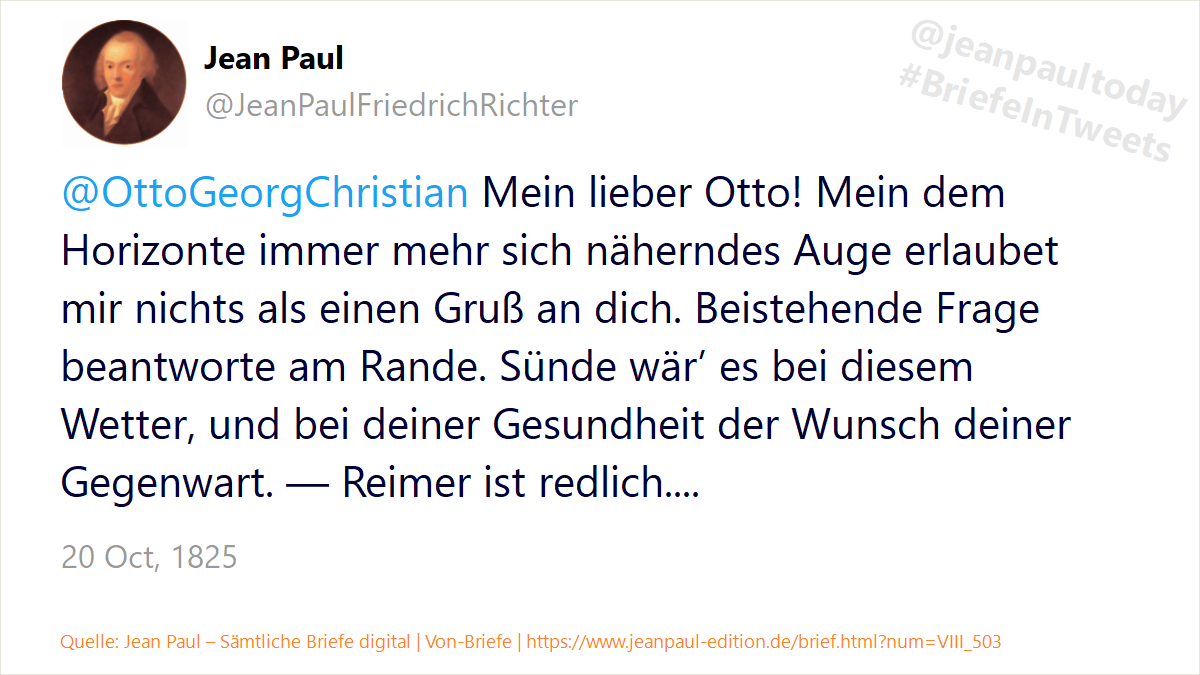 Jean Paul
@JeanPaulFriedrichRichter
@jeanpaultoday
#BriefeInTweets
@OttoGeorgChristian Mein lieber Otto! Mein dem
Horizonte immer mehr sich näherndes Auge erlaubet
mir nichts als einen Gruß an dich. Beistehende Frage
beantworte am Rande. Sünde wär’ es bei diesem
Wetter, und bei deiner Gesundheit der Wunsch deiner
Gegenwart. — Reimer ist redlich....
20 Oct, 1825
Quelle: Jean Paul – Sämtliche Briefe digital | Von-Briefe | https://www.jeanpaul-edition.de/brief.html?num=VIII_503